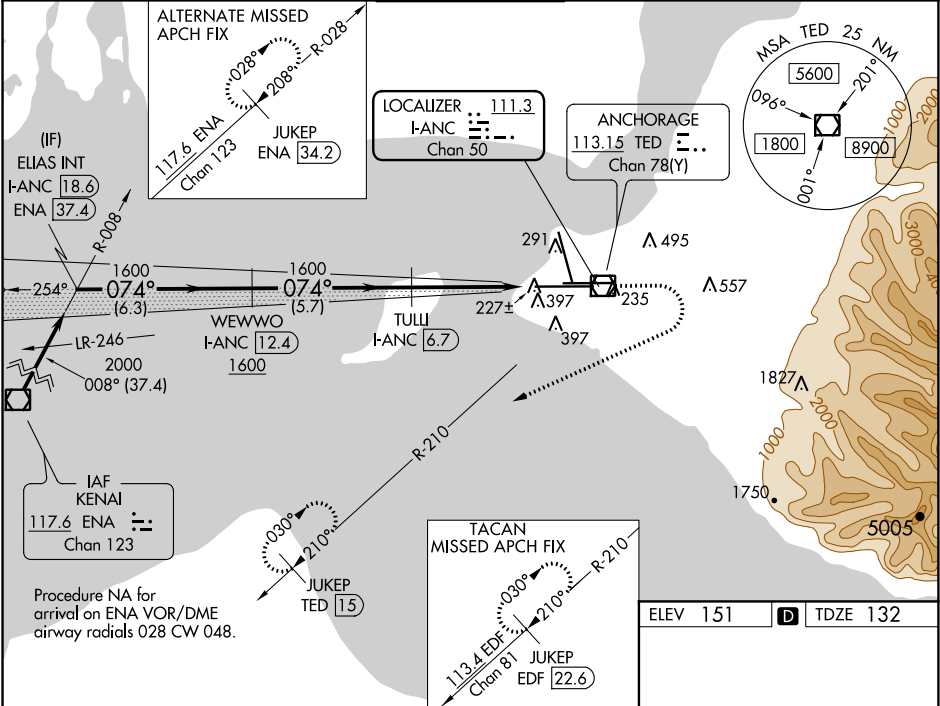 ALTERNATE MISSED
APCH FIX
028°
208°
R-028
117.6 ENA
Chan 123
JUKEP
ENA 34.2
LOCALIZER 111.3
I-ANC
Chan 50
ANCHORAGE
113.15 TED
Chan 78(Y)
MSA TED 25 NM
5600
096°
201°
1800
8900
001°
(IF)
ELIAS INT
I-ANC 18.6
ENA 37.4
R-008
254°
1600
074°
(6.3)
1600
074°
(5.7)
WEWWO
I-ANC 12.4
1600
TULLI
I-ANC 6.7
LR-246
2000
008° (37.4)
291
495
557
235
227±
397
397
1000
2000
3000
1827
2000
1000
1750
5005
IAF
KENAI
117.6 ENA
Chan 123
R-210
030°
210°
JUKEP
TED 15
Procedure NA for
arrival on ENA VOR/DME
airway radials 028 CW 048.
TACAN
MISSED APCH FIX
030°
210°
R-210
113.4 EDF
Chan 81
JUKEP
EDF 22.6
ELEV 151 D TDZE 132